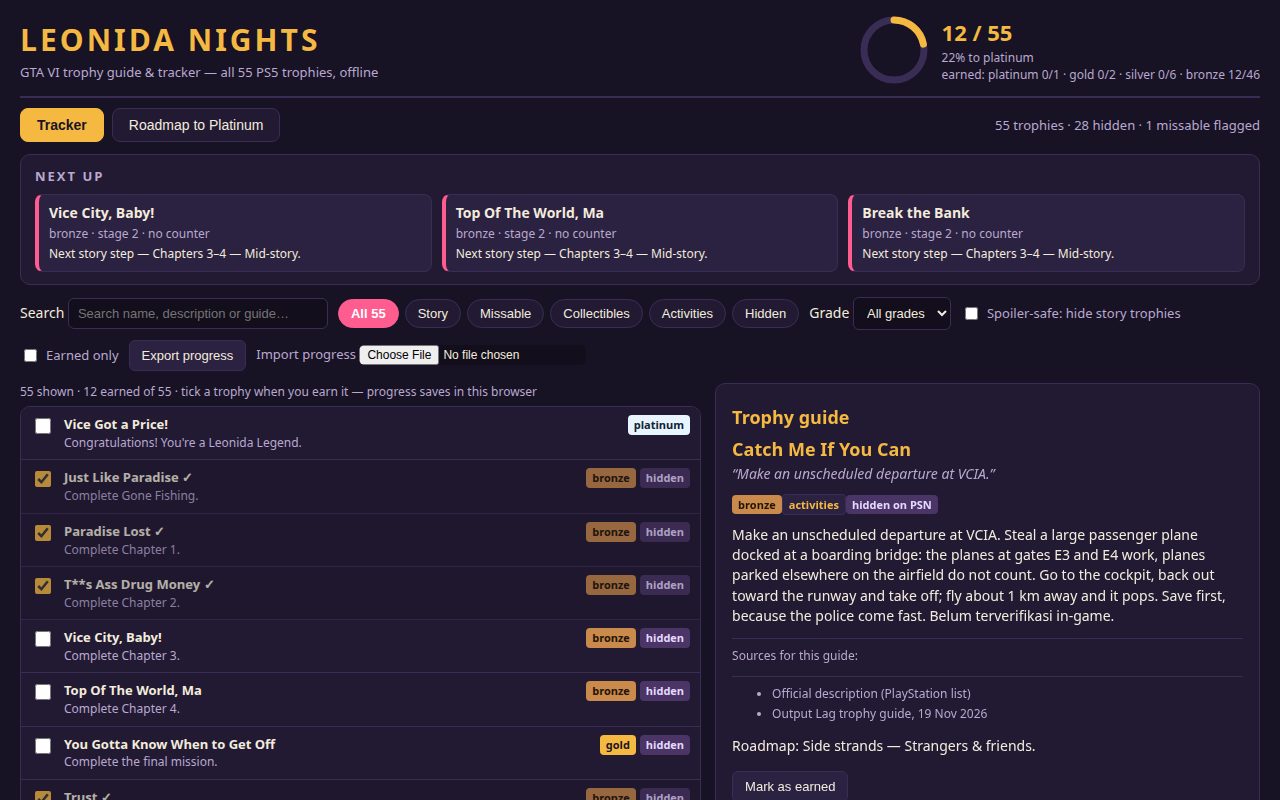 LEONIDA NIGHTS
GTA VI trophy guide & tracker — all 55 PS5 trophies, offline
12 / 55
22% to platinum
earned: platinum 0/1 · gold 0/2 · silver 0/6 · bronze 12/46
Tracker
Roadmap to Platinum
55 trophies · 28 hidden · 1 missable flagged
NEXT UP
Vice City, Baby!
bronze · stage 2 · no counter
Next story step — Chapters 3–4 — Mid-story.
Top Of The World, Ma
bronze · stage 2 · no counter
Next story step — Chapters 3–4 — Mid-story.
Break the Bank
bronze · stage 2 · no counter
Next story step — Chapters 3–4 — Mid-story.
Search
Search name, description or guide…
All 55
Story
Missable
Collectibles
Activities
Hidden
Grade
All grades
Spoiler-safe: hide story trophies
Earned only
Export progress
Import progress
Choose File
No file chosen
55 shown · 12 earned of 55 · tick a trophy when you earn it — progress saves in this browser
Vice Got a Price!
platinum
Congratulations! You're a Leonida Legend.
Just Like Paradise ✓
bronze
hidden
Complete Gone Fishing.
Paradise Lost ✓
bronze
hidden
Complete Chapter 1.
T**s Ass Drug Money ✓
bronze
hidden
Complete Chapter 2.
Vice City, Baby!
bronze
hidden
Complete Chapter 3.
Top Of The World, Ma
bronze
hidden
Complete Chapter 4.
You Gotta Know When to Get Off
gold
hidden
Complete the final mission.
Trust ✓
bronze
hidden
Trophy guide
Catch Me If You Can
“Make an unscheduled departure at VCIA.”
bronze
activities
hidden on PSN
Make an unscheduled departure at VCIA. Steal a large passenger plane
docked at a boarding bridge: the planes at gates E3 and E4 work, planes
parked elsewhere on the airfield do not count. Go to the cockpit, back out
toward the runway and take off; fly about 1 km away and it pops. Save first,
because the police come fast. Belum terverifikasi in-game.
Sources for this guide:
• Official description (PlayStation list)
• Output Lag trophy guide, 19 Nov 2026
Roadmap: Side strands — Strangers & friends.
Mark as earned